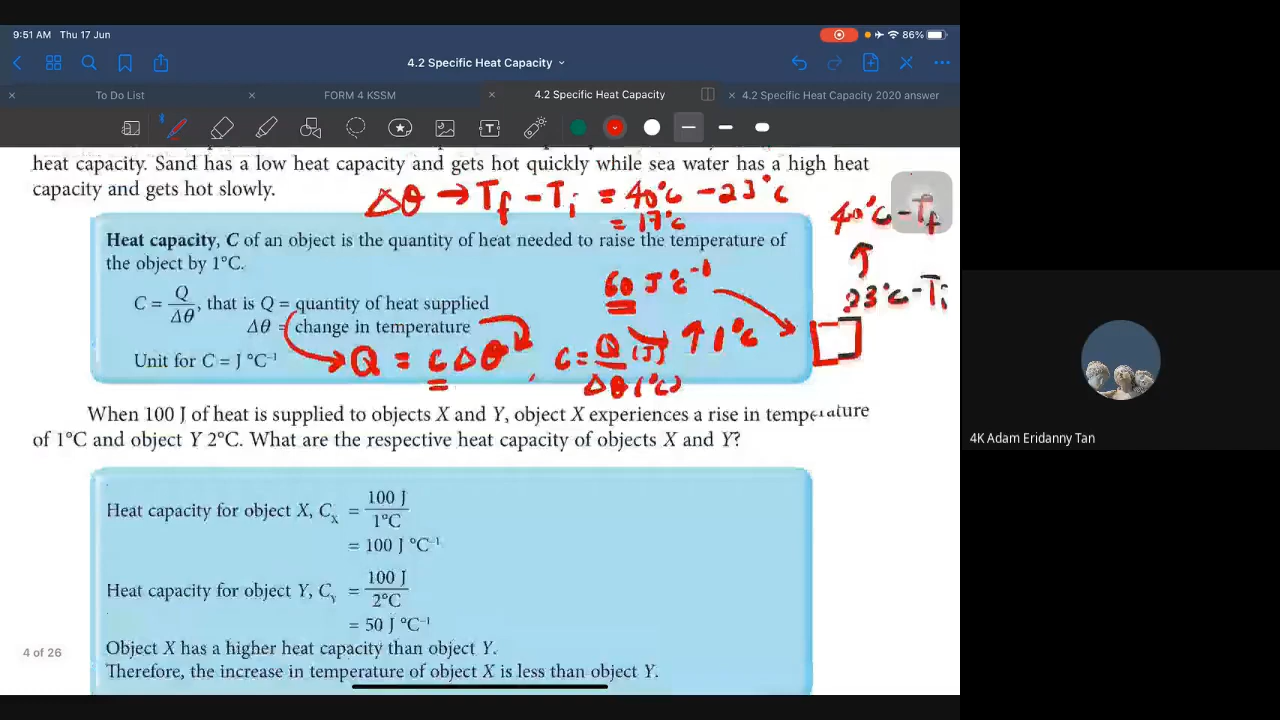 9:51 AM Thu 17 Jun
86%
4.2 Specific Heat Capacity
To Do List
FORM 4 KSSM
4.2 Specific Heat Capacity
4.2 Specific Heat Capacity 2020 answer
heat capacity. Sand has a low heat capacity and gets hot quickly while sea water has a high heat
capacity and gets hot slowly.
Δθ → Tf - Ti = 40°C - 23°C
= 17°C
40°C - Tf
23°C - Ti
Heat capacity, C of an object is the quantity of heat needed to raise the temperature of
the object by 1°C.
60 J °C⁻¹
C = Q/Δθ, that is Q = quantity of heat supplied
Δθ = change in temperature
↑ 1°C
Unit for C = J °C⁻¹
Q = C Δθ
C = Q (J)
Δθ (°C)
When 100 J of heat is supplied to objects X and Y, object X experiences a rise in temperature
of 1°C and object Y 2°C. What are the respective heat capacity of objects X and Y?
Heat capacity for object X, Cx = 100 J / 1°C
= 100 J °C⁻¹
Heat capacity for object Y, CY = 100 J / 2°C
= 50 J °C⁻¹
Object X has a higher heat capacity than object Y.
Therefore, the increase in temperature of object X is less than object Y.
4 of 26
4K Adam Eridanny Tan